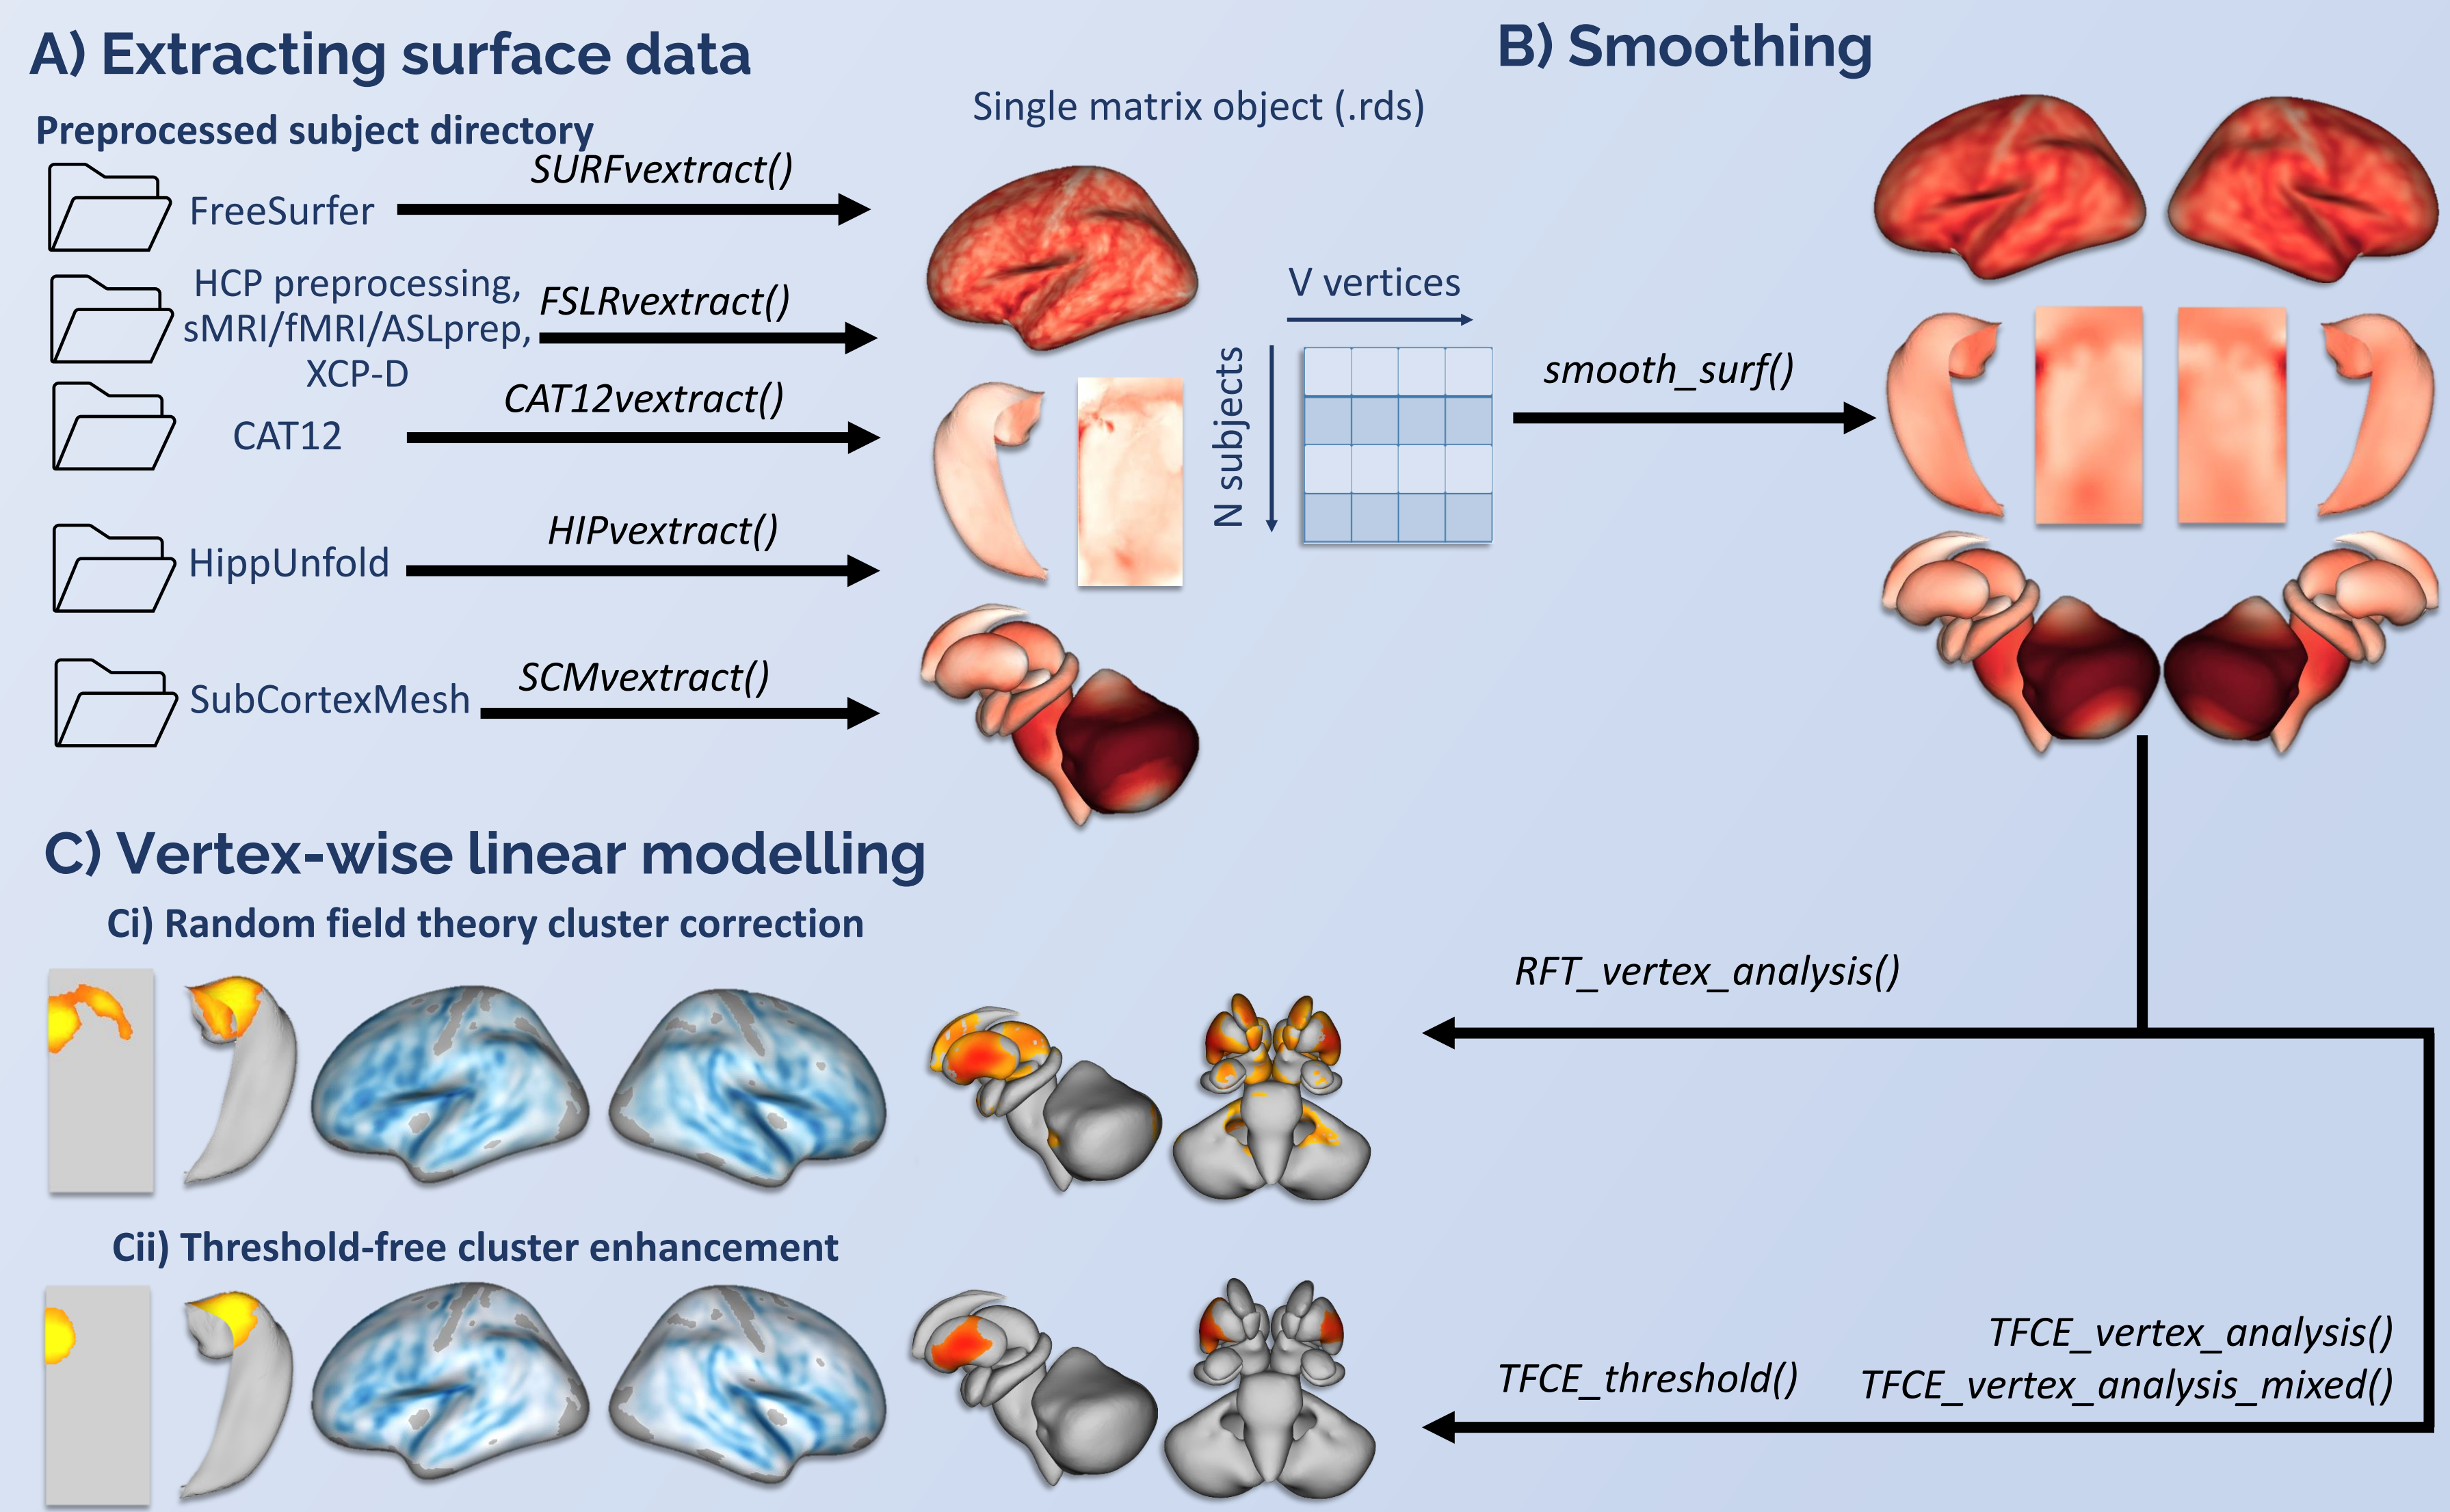 A) Extracting surface data
Preprocessed subject directory
FreeSurfer
SURFvextract()
HCP preprocessing,
sMRI/fMRI/ASLprep,
XCP-D
FSLRvextract()
CAT12
CAT12vextract()
HippUnfold
HIPvextract()
SubCortexMesh
SCMvextract()
Single matrix object (.rds)
V vertices
N subjects
B) Smoothing
smooth_surf()
C) Vertex-wise linear modelling
Ci) Random field theory cluster correction
RFT_vertex_analysis()
Cii) Threshold-free cluster enhancement
TFCE_threshold()
TFCE_vertex_analysis()
TFCE_vertex_analysis_mixed()